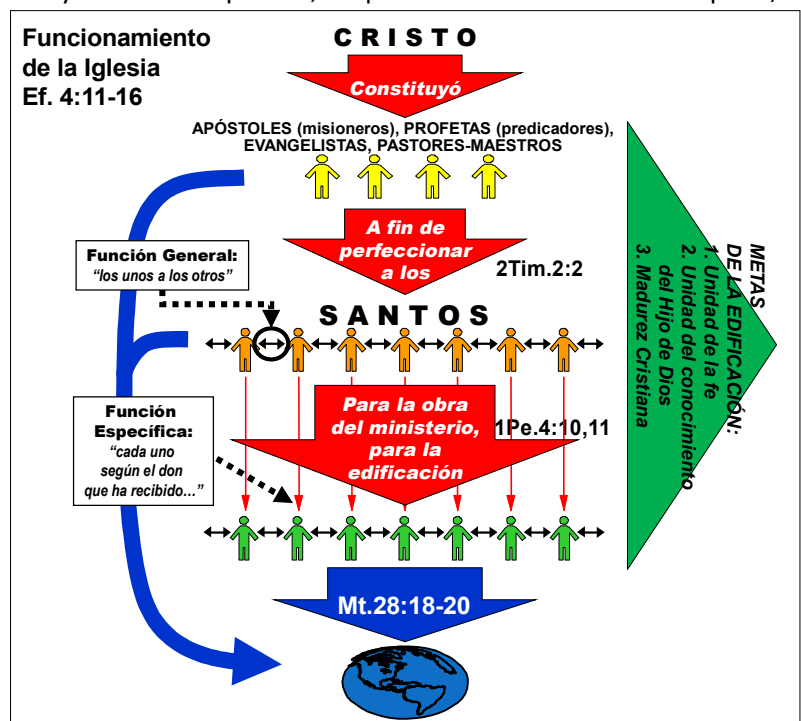 Funcionamiento
de la Iglesia
Ef. 4:11-16
CRISTO
Constituyó
APÓSTOLES (misioneros), PROFETAS (predicadores),
EVANGELISTAS, PASTORES-MAESTROS
A fin de
perfeccionar
a los
2Tim.2:2
Función General:
“los unos a los otros”
SANTOS
Función
Específica:
“cada uno
según el don
que ha recibido…”
Para la obra
del ministerio,
para la
edificación
1Pe.4:10,11
Mt.28:18-20
METAS
DE LA EDIFICACIÓN:
1. Unidad de la fe
2. Unidad del conocimiento
del Hijo de Dios
3. Madurez Cristiana